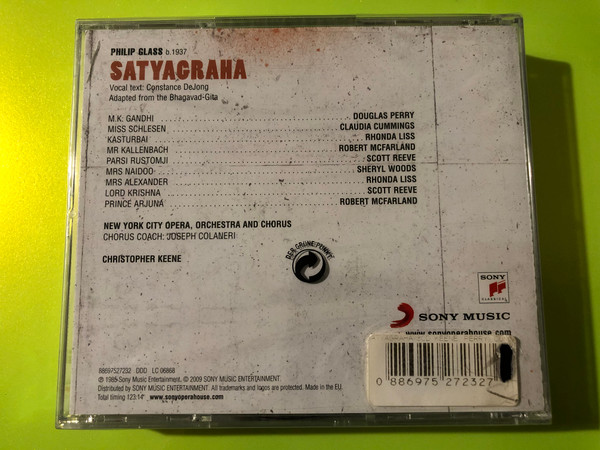 PHILIP GLASS b.1937
SATYAGRAHA
Vocal text: Constance DeJong
Adapted from the Bhagavad-Gita
M.K. GANDHI DOUGLAS PERRY
MISS SCHLESEN CLAUDIA CUMMINGS
KASTURBAI RHONDA LISS
MR KALLENBACH ROBERT MCFARLAND
PARSI RUSTOMJI SCOTT REEVE
MRS NAIDOO SHERYL WOODS
MRS ALEXANDER RHONDA LISS
LORD KRISHNA SCOTT REEVE
PRINCE ARJUNA ROBERT MCFARLAND
NEW YORK CITY OPERA, ORCHESTRA AND CHORUS
CHORUS COACH: JOSEPH COLANERI
CHRISTOPHER KEENE
DER GRÜNE PUNKT
SONY
CLASSICAL
SONY MUSIC
www.sonyoperahouse.com
0 886975 272327
88697527232 DDD LC 06868
℗ 1985 Sony Music Entertainment, © 2009 SONY MUSIC ENTERTAINMENT.
Distributed by SONY MUSIC ENTERTAINMENT. All trademarks and logos are protected. Made in the EU.
Total timing 123:14 www.sonyoperahouse.com